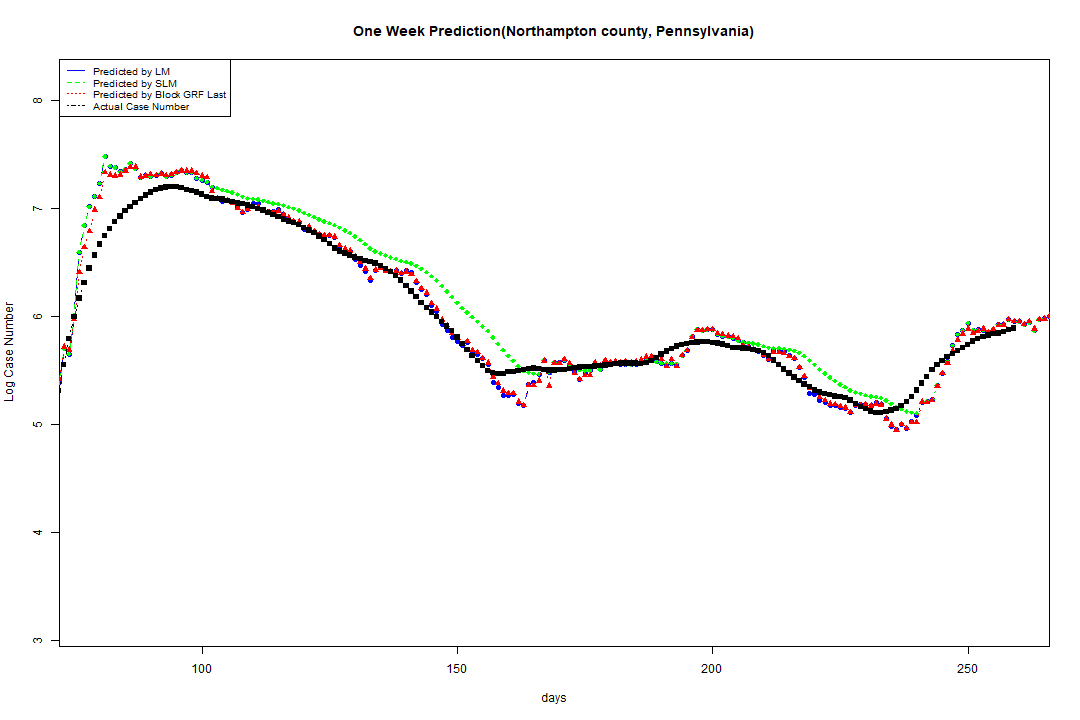 One Week Prediction(Northampton county, Pennsylvania)
Predicted by LM
Predicted by SLM
Predicted by Block GRF Last
Actual Case Number
8
7
6
5
4
3
Log Case Number
100 150 200 250
days